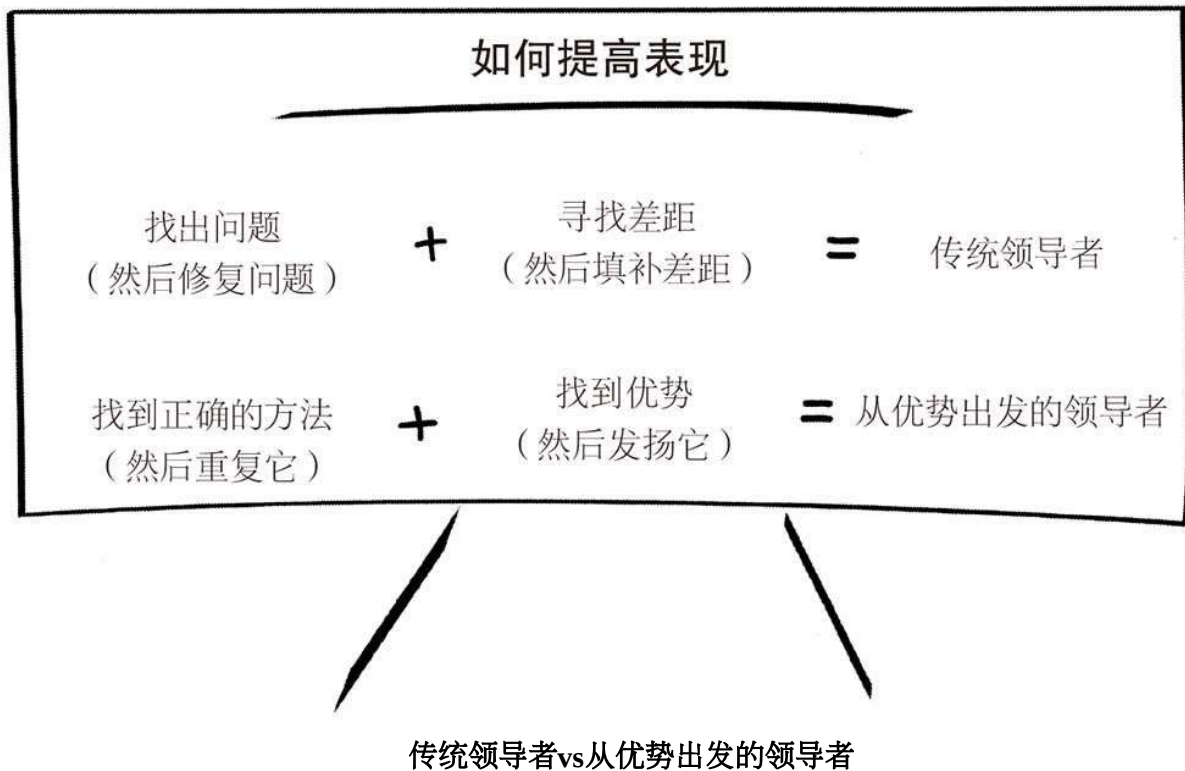 如何提高表现
找出问题 + 寻找差距 = 传统领导者
（然后修复问题） （然后填补差距）
找到正确的方法 + 找到优势 = 从优势出发的领导者
（然后重复它） （然后发扬它）
传统领导者vs从优势出发的领导者